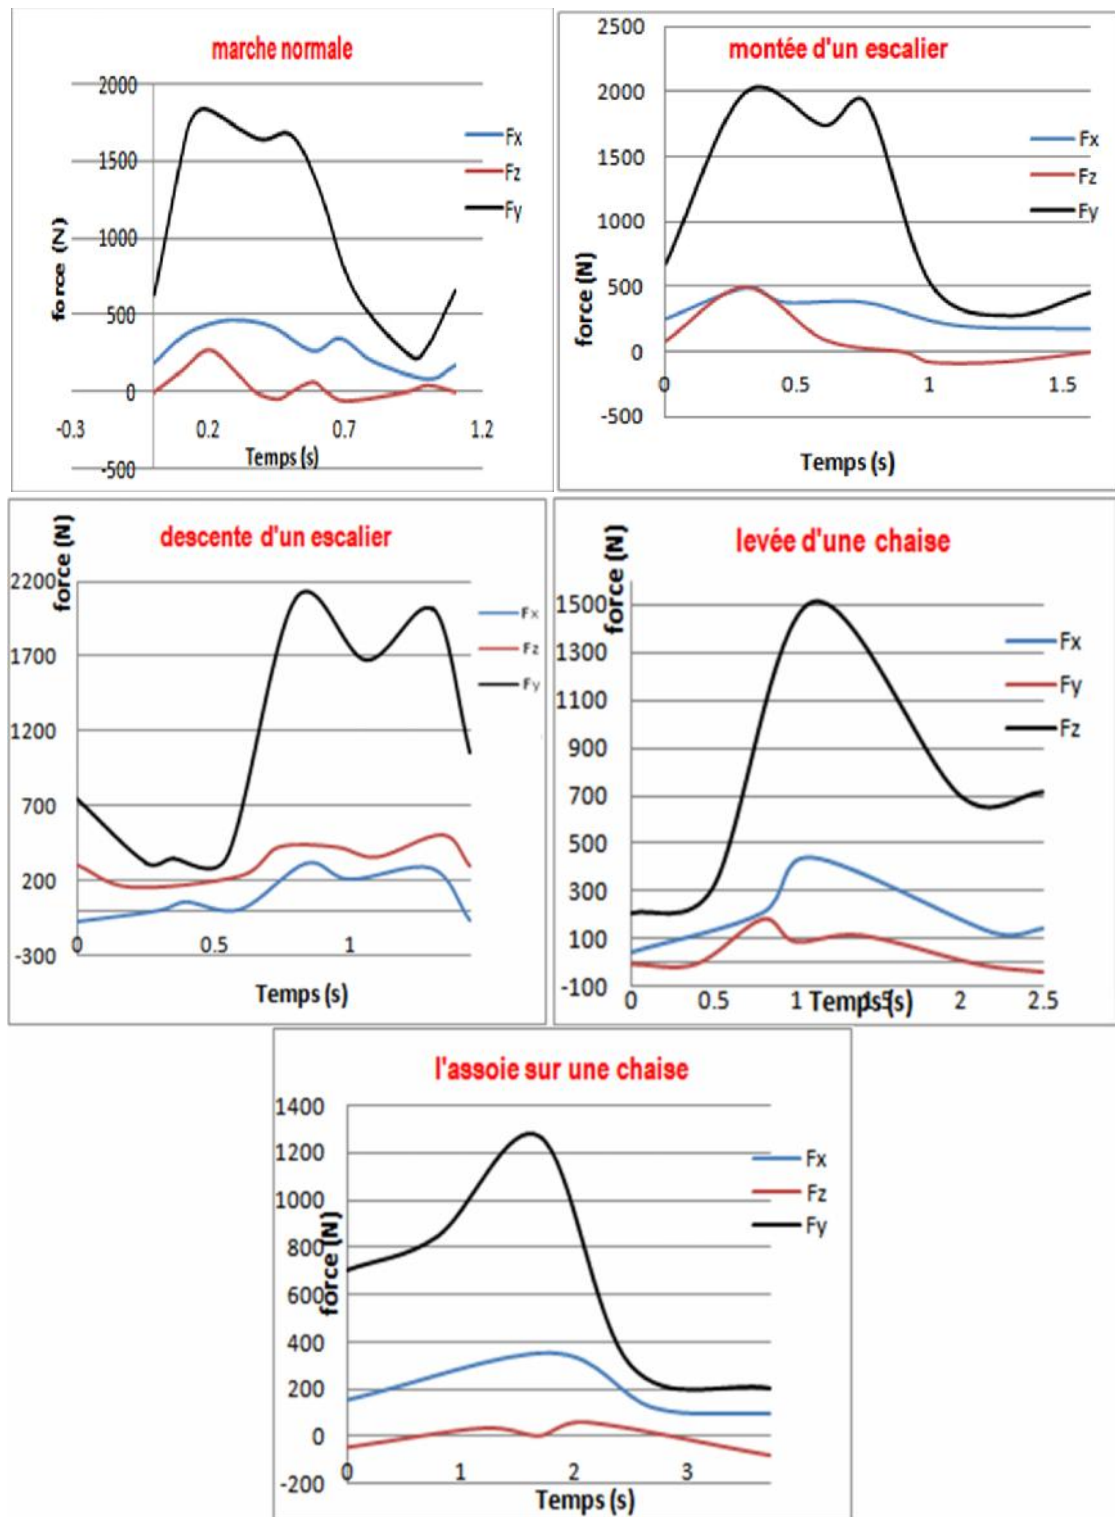 marche normale
2000
1500
1000
500
0
-500
-0.3
0.2
0.7
1.2
force (N)
Temps (s)
Fx
Fz
Fy
montée d'un escalier
2500
2000
1500
1000
500
0
-500
0
0.5
1
1.5
force (N)
Temps (s)
Fx
Fz
Fy
descente d'un escalier
2200
1700
1200
700
200
-300
0
0.5
1
force (N)
Temps (s)
Fx
Fz
Fy
levée d'une chaise
1500
1300
1100
900
700
500
300
100
-100
0
0.5
1
1.5
2
2.5
force (N)
Temps (s)
Fx
Fy
Fz
l'assoie sur une chaise
1400
1200
1000
800
600
400
200
0
-200
0
1
2
3
force (N)
Temps (s)
Fx
Fz
Fy